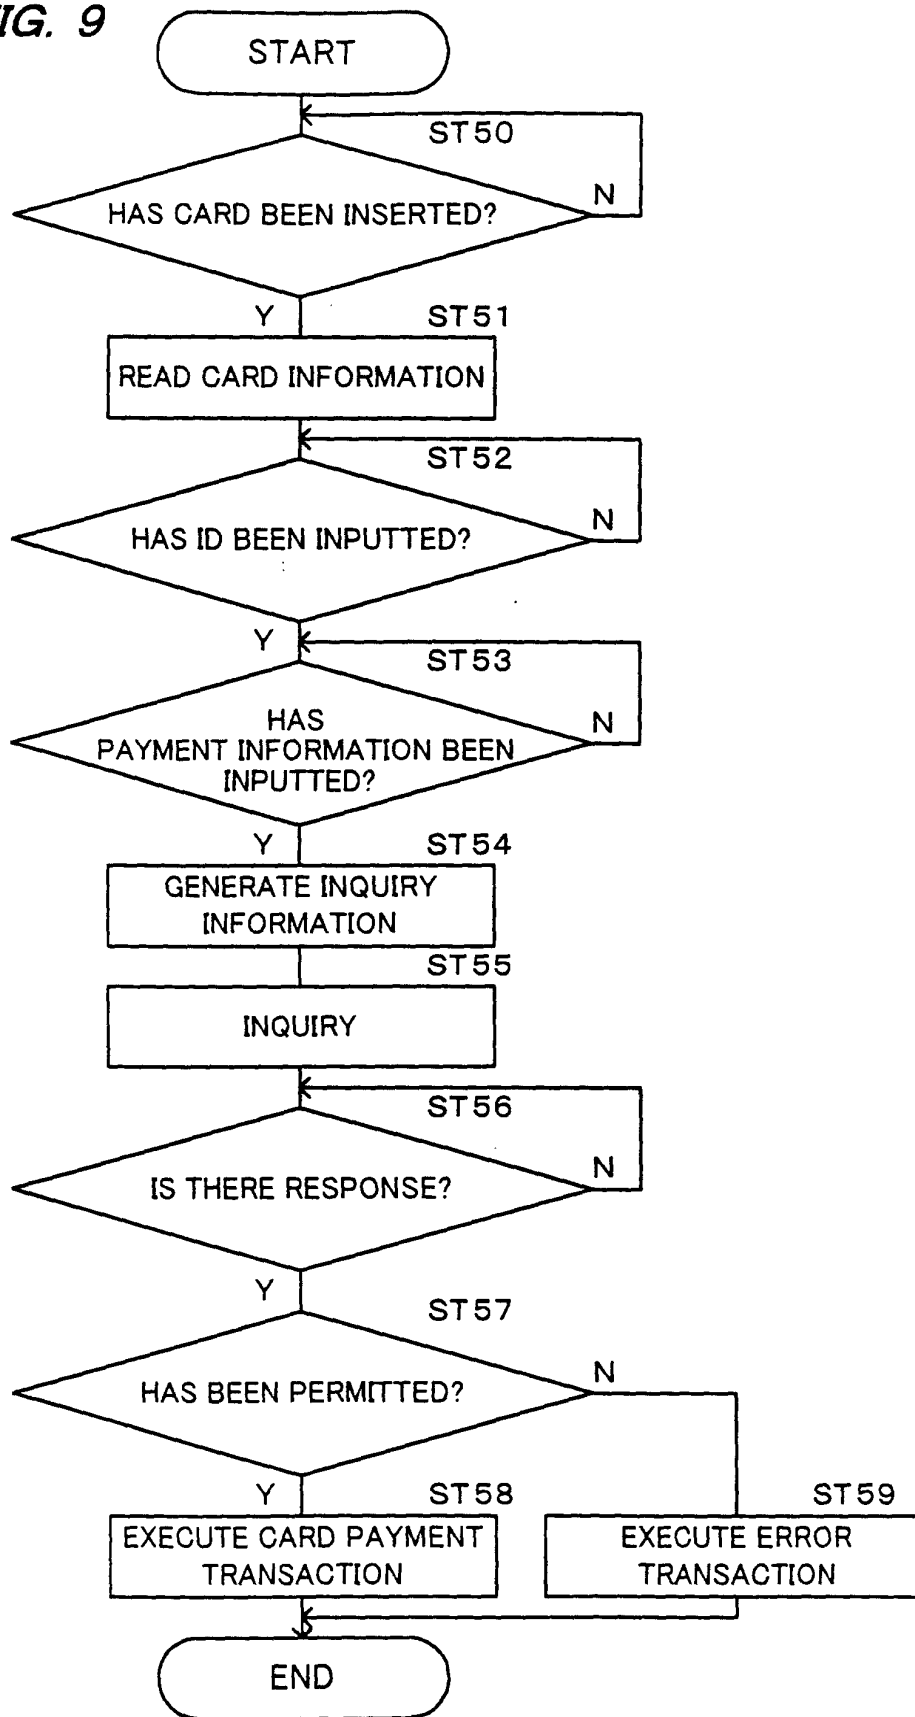 IG. 9
START
ST50
HAS CARD BEEN INSERTED?
N
Y
ST51
READ CARD INFORMATION
ST52
HAS ID BEEN INPUTTED?
N
Y
ST53
HAS
PAYMENT INFORMATION BEEN
INPUTTED?
N
Y
ST54
GENERATE INQUIRY
INFORMATION
ST55
INQUIRY
ST56
IS THERE RESPONSE?
N
Y
ST57
HAS BEEN PERMITTED?
N
Y
ST58
ST59
EXECUTE CARD PAYMENT
TRANSACTION
EXECUTE ERROR
TRANSACTION
END